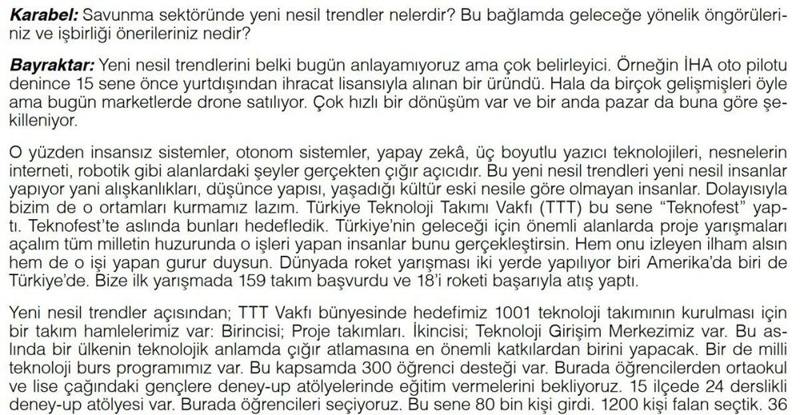 Karabel: Savunma sektöründe yeni nesil trendler nelerdir? Bu bağlamda geleceğe yönelik öngörüleri-
niz ve işbirliği önerileriniz nedir?
Bayraktar: Yeni nesil trendlerini belki bugün anlayamıyoruz ama çok belirleyici. Örneğin İHA oto pilotu
denince 15 sene önce yurtdışından ihracat lisansıyla alınan bir üründü. Hala da birçok gelişmişleri öyle
ama bugün marketlerde drone satılıyor. Çok hızlı bir dönüşüm var ve bir anda pazar da buna göre şe-
killeniyor.
O yüzden insansız sistemler, otonom sistemler, yapay zekâ, üç boyutlu yazıcı teknolojileri, nesnelerin
interneti, robotik gibi alanlardaki şeyler gerçekten çığır açıcıdır. Bu yeni nesil trendleri yeni nesil insanlar
yapıyor yani alışkanlıkları, düşünce yapısı, yaşadığı kültür eski nesile göre olmayan insanlar. Dolayısıyla
bizim de o ortamları kurmamız lazım. Türkiye Teknoloji Takımı Vakfı (TTT) bu sene “Teknofest” yap-
tı. Teknofest’te aslında bunları hedefledik. Türkiye’nin geleceği için önemli alanlarda proje yarışmaları
açalım tüm milletin huzurunda o işleri yapan insanlar bunu gerçekleştirsin. Hem onu izleyen ilham alsın
hem de o işi yapan gurur duysun. Dünyada roket yarışması iki yerde yapılıyor biri Amerika’da biri de
Türkiye’de. Bize ilk yarışmada 159 takım başvurdu ve 18’i roketi başarıyla atış yaptı.
Yeni nesil trendler açısından; TTT Vakfı bünyesinde hedefimiz 1001 teknoloji takımının kurulması için
bir takım hamlelerimiz var: Birincisi; Proje takımları. İkincisi; Teknoloji Girişim Merkezimiz var. Bu as-
lında bir ülkenin teknolojik anlamda çığır atlamasına en önemli katkılardan birini yapacak. Bir de milli
teknoloji burs programımız var. Bu kapsamda 300 öğrenci desteği var. Burada öğrencilerden ortaokul
ve lise çağındaki gençlere deney-up atölyelerinde eğitim vermelerini bekliyoruz. 15 ilçede 24 derslikli
deney-up atölyesi var. Burada öğrencileri seçiyoruz. Bu sene 80 bin kişi girdi. 1200 kişi falan seçtik. 36